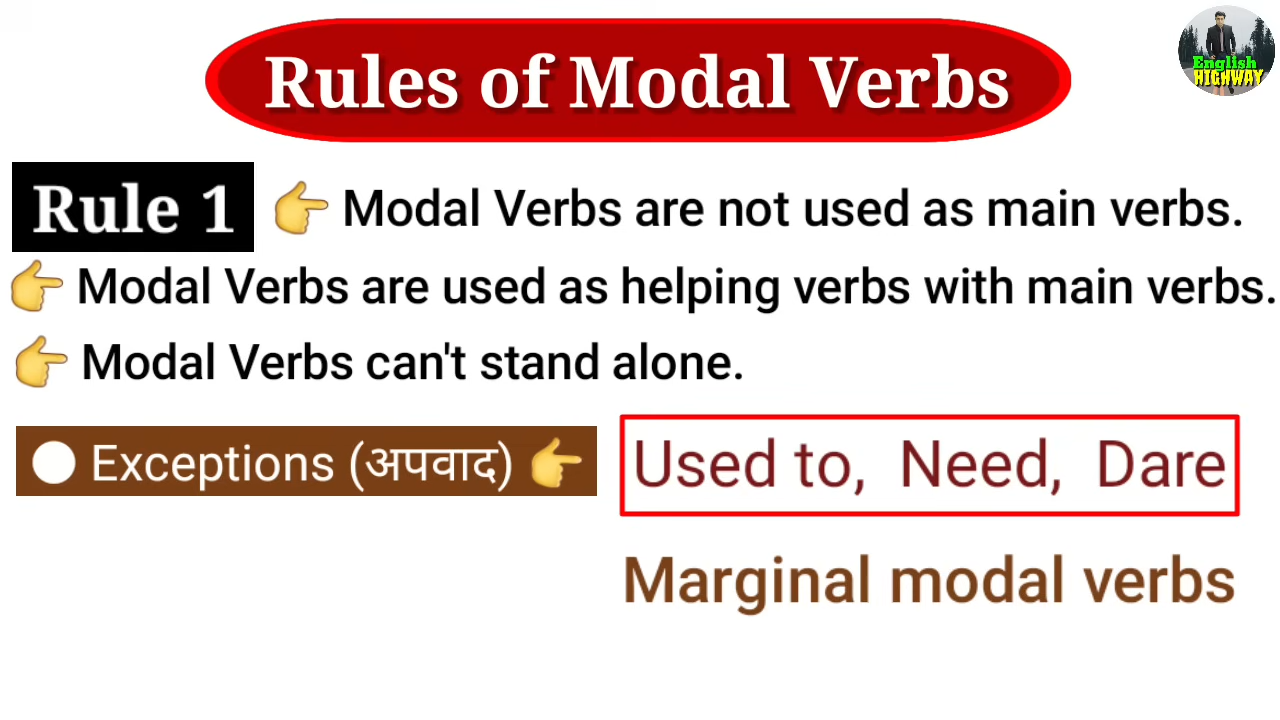 Rules of Modal Verbs
English
HIGHWAY
Rule 1 👉 Modal Verbs are not used as main verbs.
👉 Modal Verbs are used as helping verbs with main verbs.
👉 Modal Verbs can't stand alone.
● Exceptions (अपवाद) 👉 Used to, Need, Dare
Marginal modal verbs